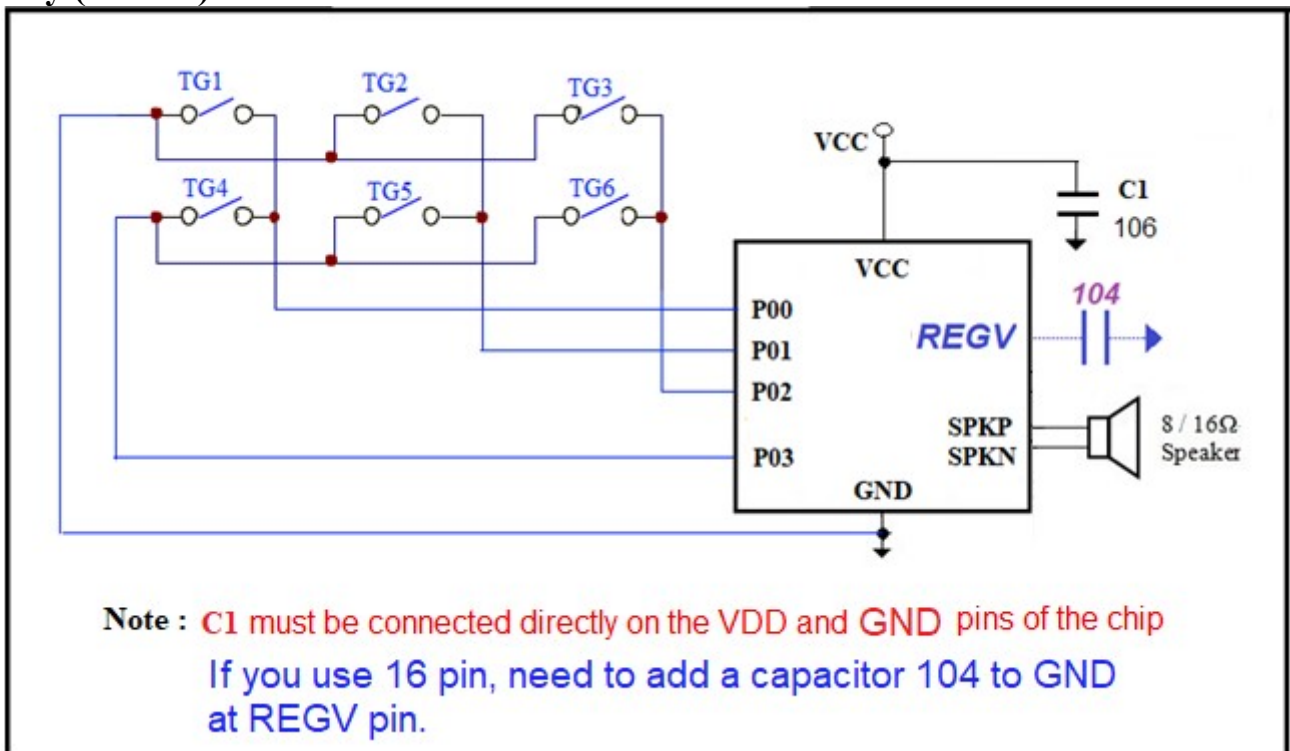 TG1 TG2 TG3
VCC
C1
106
TG4 TG5 TG6
VCC
104
P00
REGV
P01
P02
SPKP
8 / 16Ω
P03
SPKN
Speaker
GND
Note : C1 must be connected directly on the VDD and GND pins of the chip
If you use 16 pin, need to add a capacitor 104 to GND
at REGV pin.